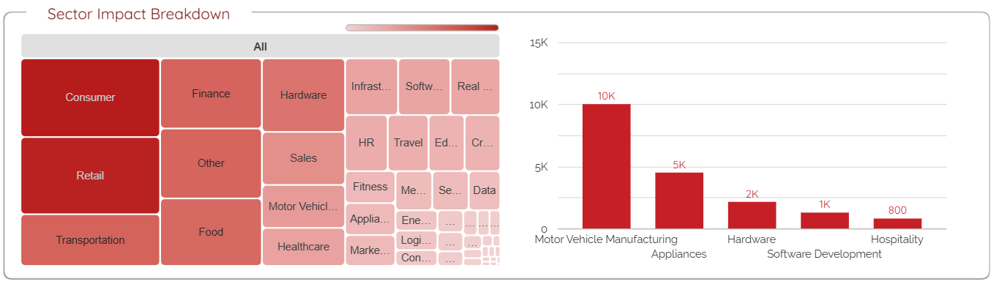 Sector Impact Breakdown
All
Consumer
Retail
Transportation
Finance
Other
Food
Hardware
Sales
Motor Vehicl...
Healthcare
Infrast...
Softw...
Real ...
HR
Travel
Ed...
Cr...
Fitness
Me...
Se...
Data
Applia...
Ene...
...
...
...
...
Logi...
...
...
Marke...
Con...
...
15K
10K
5K
0
10K
5K
2K
1K
800
Motor Vehicle Manufacturing
Appliances
Hardware
Software Development
Hospitality